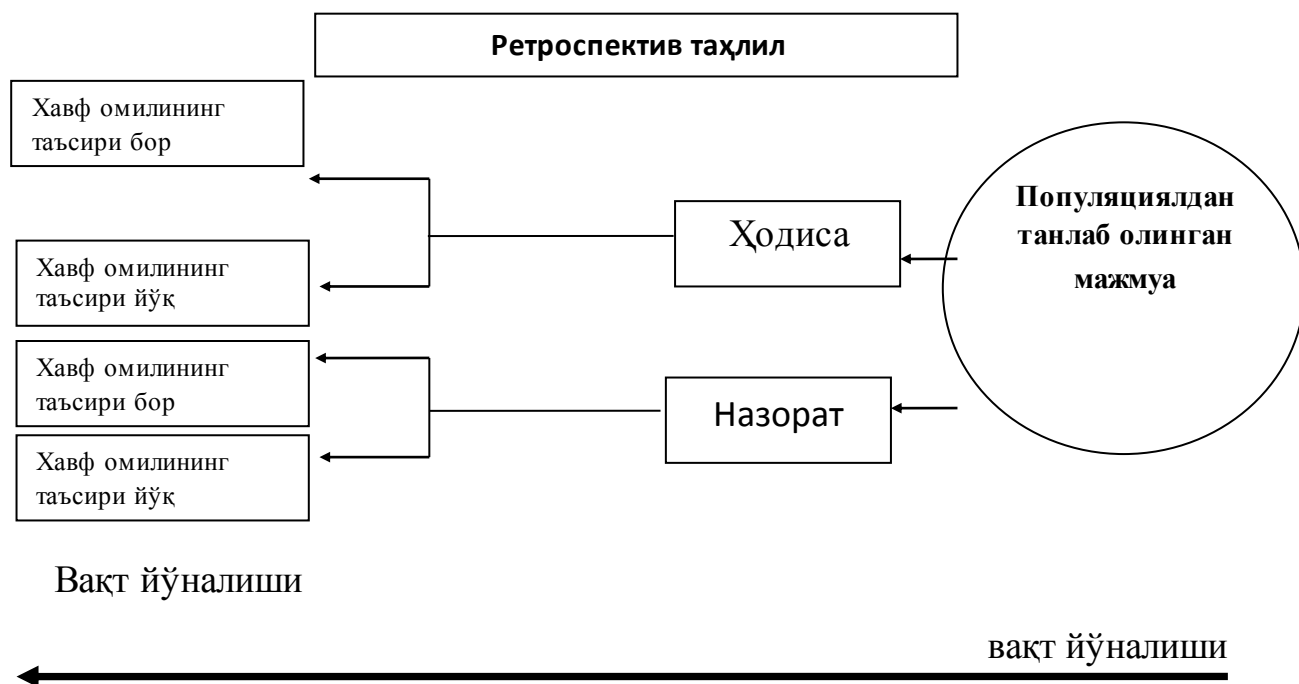 Ретроспектив таҳлил
Хавф омилининг
таъсири бор
Хавф омилининг
таъсири йўқ
Хавф омилининг
таъсири бор
Хавф омилининг
таъсири йўқ
Ҳодиса
Назорат
Популяциялдан
танлаб олинган
мажмуа
Вақт йўналиши
вақт йўналиши